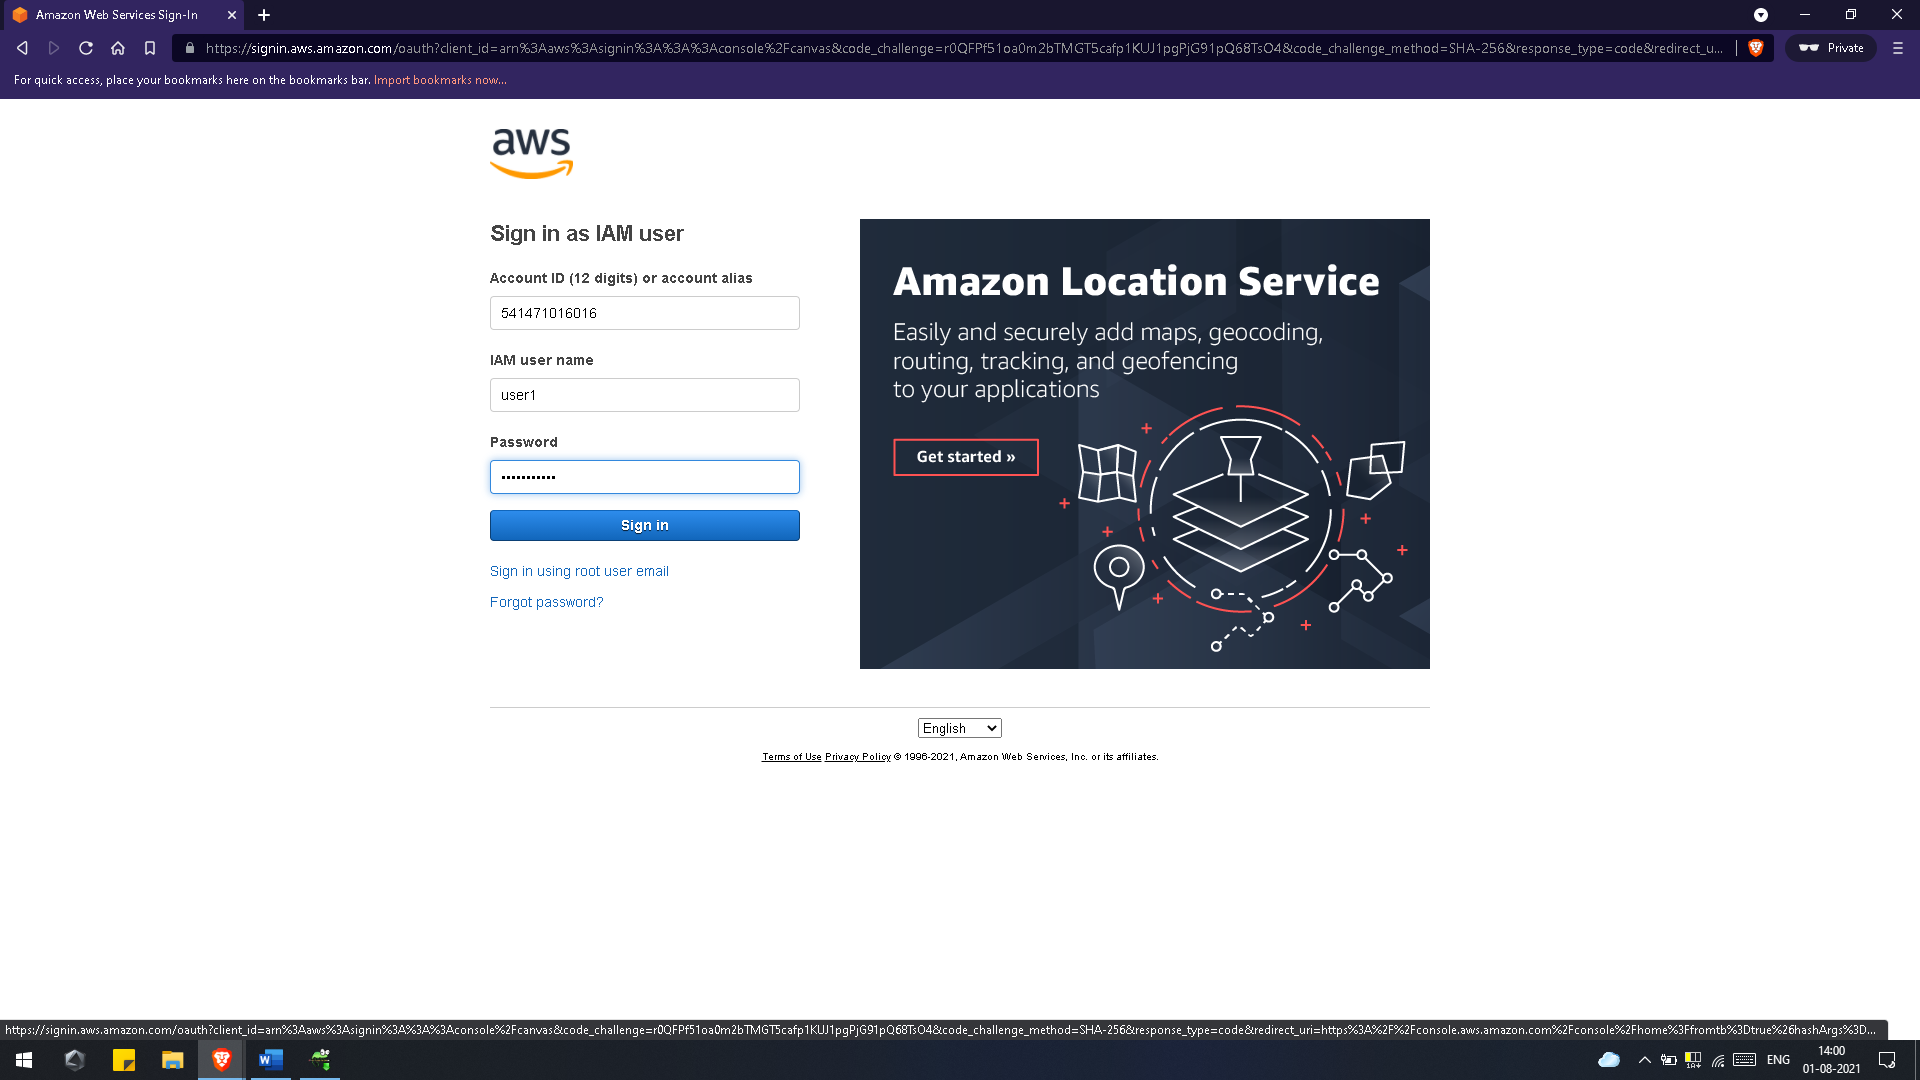 Amazon Web Services Sign-In
https://signin.aws.amazon.com/oauth?client_id=arn%3Aaws%3Asignin%3A%3A%3Aconsole%2Fcanvas&code_challenge=r0QFPf51oa0m2bTMGT5cafp1KUJ1pgPjG91pQ68TsO4&code_challenge_method=SHA-256&response_type=code&redirect_u...
Private
For quick access, place your bookmarks here on the bookmarks bar. Import bookmarks now...
aws
Sign in as IAM user
Account ID (12 digits) or account alias
541471016016
IAM user name
user1
Password
•••••••••••
Sign in
Sign in using root user email
Forgot password?
Amazon Location Service
Easily and securely add maps, geocoding,
routing, tracking, and geofencing
to your applications
Get started »
English
Terms of Use Privacy Policy © 1996-2021, Amazon Web Services, Inc. or its affiliates.
https://signin.aws.amazon.com/oauth?client_id=arn%3Aaws%3Asignin%3A%3A%3Aconsole%2Fcanvas&code_challenge=r0QFPf51oa0m2bTMGT5cafp1KUJ1pgPjG91pQ68TsO4&code_challenge_method=SHA-256&response_type=code&redirect_uri=https%3A%2F%2Fconsole.aws.amazon.com%2Fconsole%2Fhome%3Ffromtb%3Dtrue%26hashArgs%3D...
ENG
14:00
01-08-2021